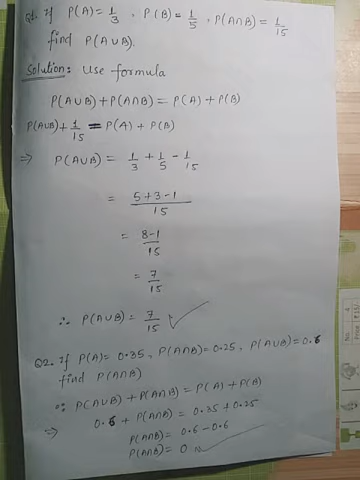 Q1. if P(A) = 1/3 , P(B) = 1/5 , P(A∩B) = 1/15
find P(A∪B).
Solution: Use formula
P(A∪B) + P(A∩B) = P(A) + P(B)
P(A∪B) + 1/15 = P(A) + P(B)
⇒ P(A∪B) = 1/3 + 1/5 - 1/15
= 5+3-1/15
= 8-1/15
= 7/15
∴ P(A∪B) = 7/15 ✓
Q2. if P(A) = 0.35, P(A∩B) = 0.25, P(A∪B) = 0.6
find P(A∩B)
∵ P(A∪B) + P(A∩B) = P(A) + P(B)
⇒ 0.6 + P(A∩B) = 0.35 + 0.25
P(A∩B) = 0.6 - 0.6
P(A∩B) = 0 ✓